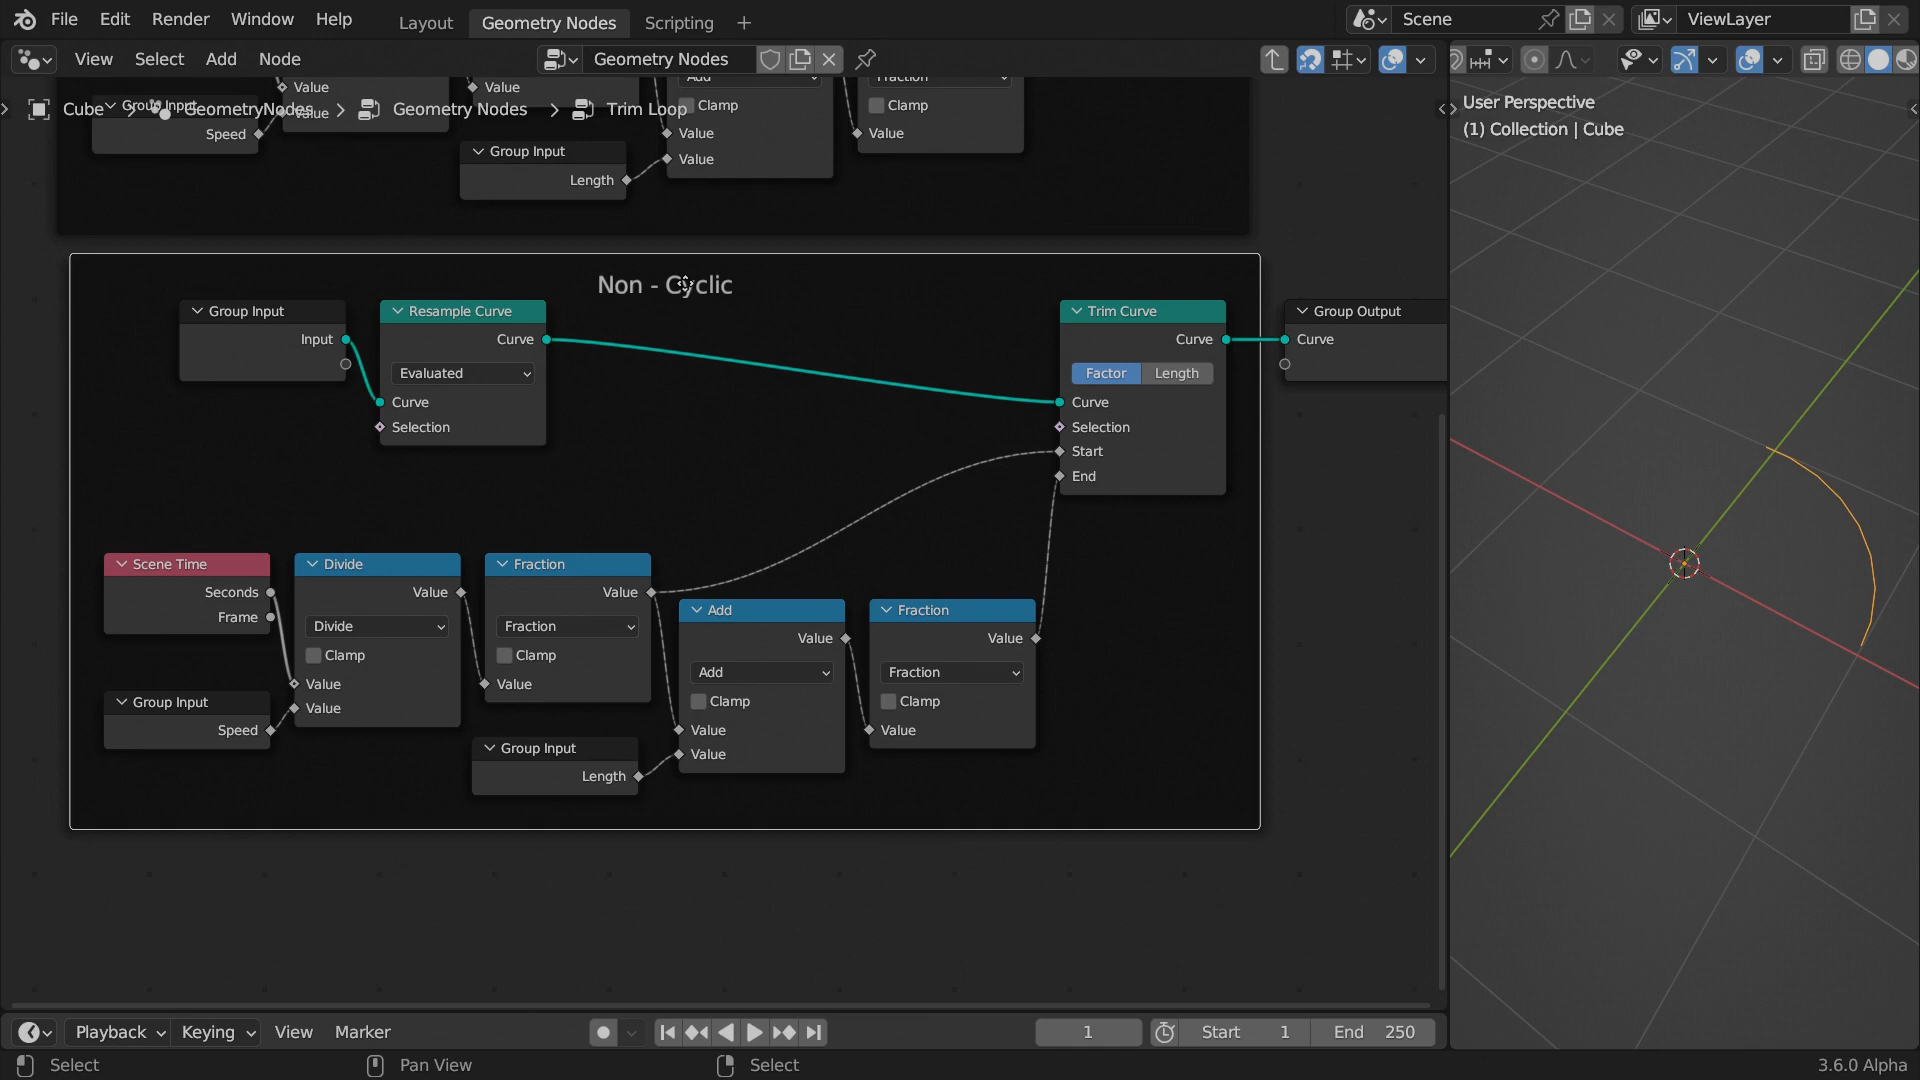 File Edit Render Window Help Layout Geometry Nodes Scripting + Scene ViewLayer
View Select Add Node Geometry Nodes
Cube > GeometryNodes > Geometry Nodes > Trim Loop
Value Value Clamp Clamp
Group Input Value
Speed Value Value
Group Input Value
Length
User Perspective
(1) Collection | Cube
Non - Cyclic
Group Input Resample Curve Trim Curve Group Output
Input Curve Curve Curve
Evaluated Factor Length
Curve Curve
Selection Selection
Start
End
Scene Time Divide Fraction
Seconds Value Value
Add Fraction
Frame Divide Fraction
Value Value
Clamp Clamp
Add Fraction
Value Value
Group Input Value Clamp Clamp
Speed Value Value
Group Input Value
Length
Playback Keying View Marker 1 Start 1 End 250
Select Pan View Select 3.6.0 Alpha